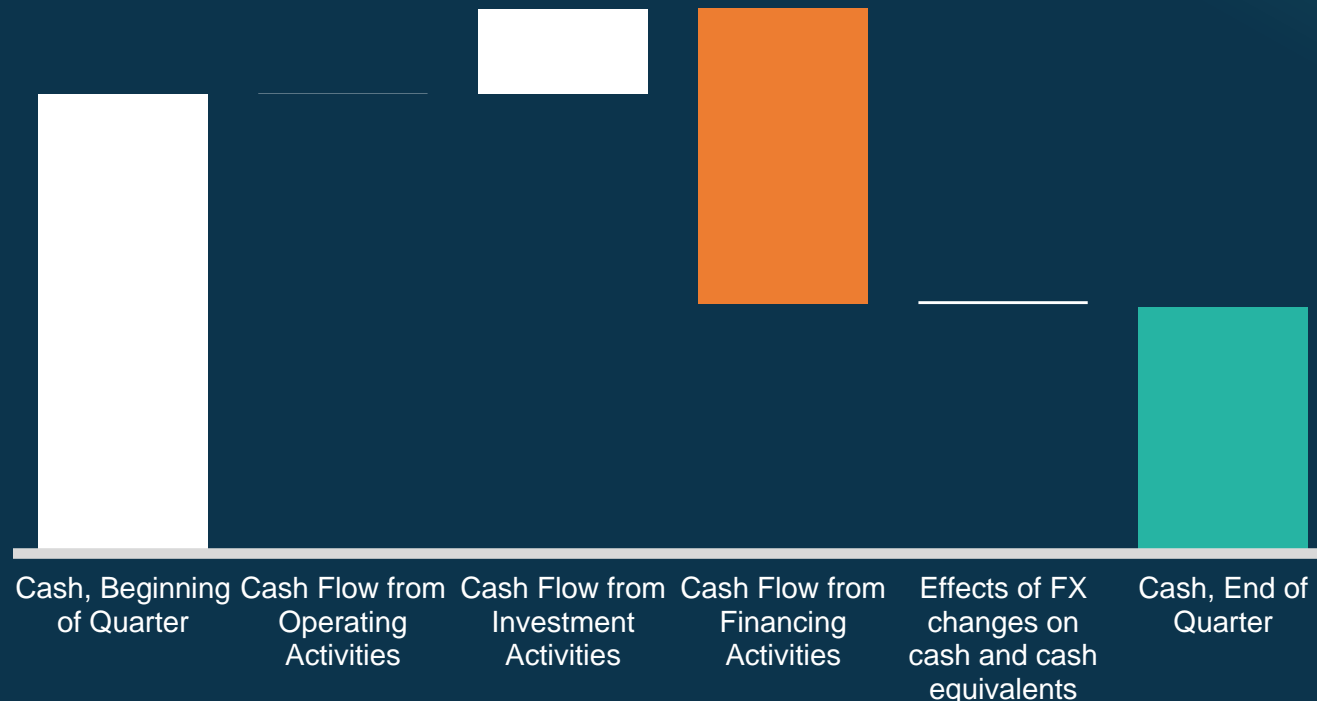 Cash, Beginning
of Quarter
Cash Flow from
Operating
Activities
Cash Flow from
Investment
Activities
Cash Flow from
Financing
Activities
Effects of FX
changes on
cash and cash
equivalents
Cash, End of
Quarter